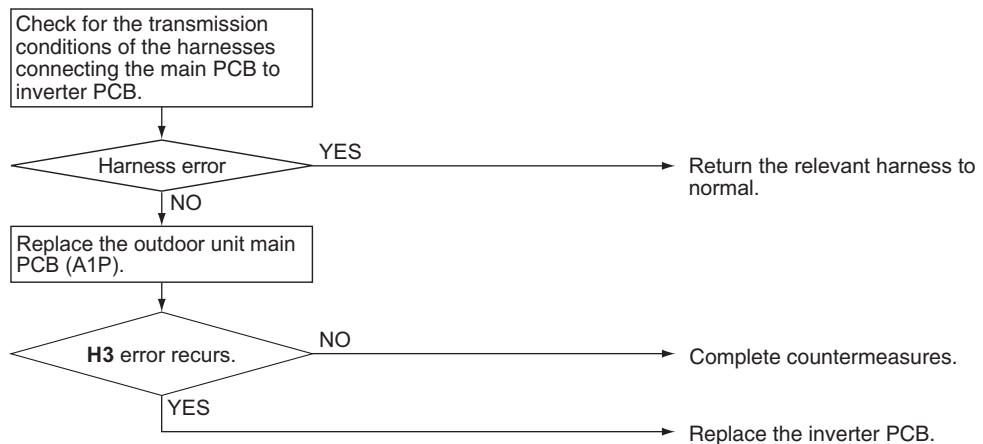 Check for the transmission
conditions of the harnesses
connecting the main PCB to
inverter PCB.
Harness error
YES
Return the relevant harness to
normal.
NO
Replace the outdoor unit main
PCB (A1P).
H3 error recurs.
NO
Complete countermeasures.
YES
Replace the inverter PCB.